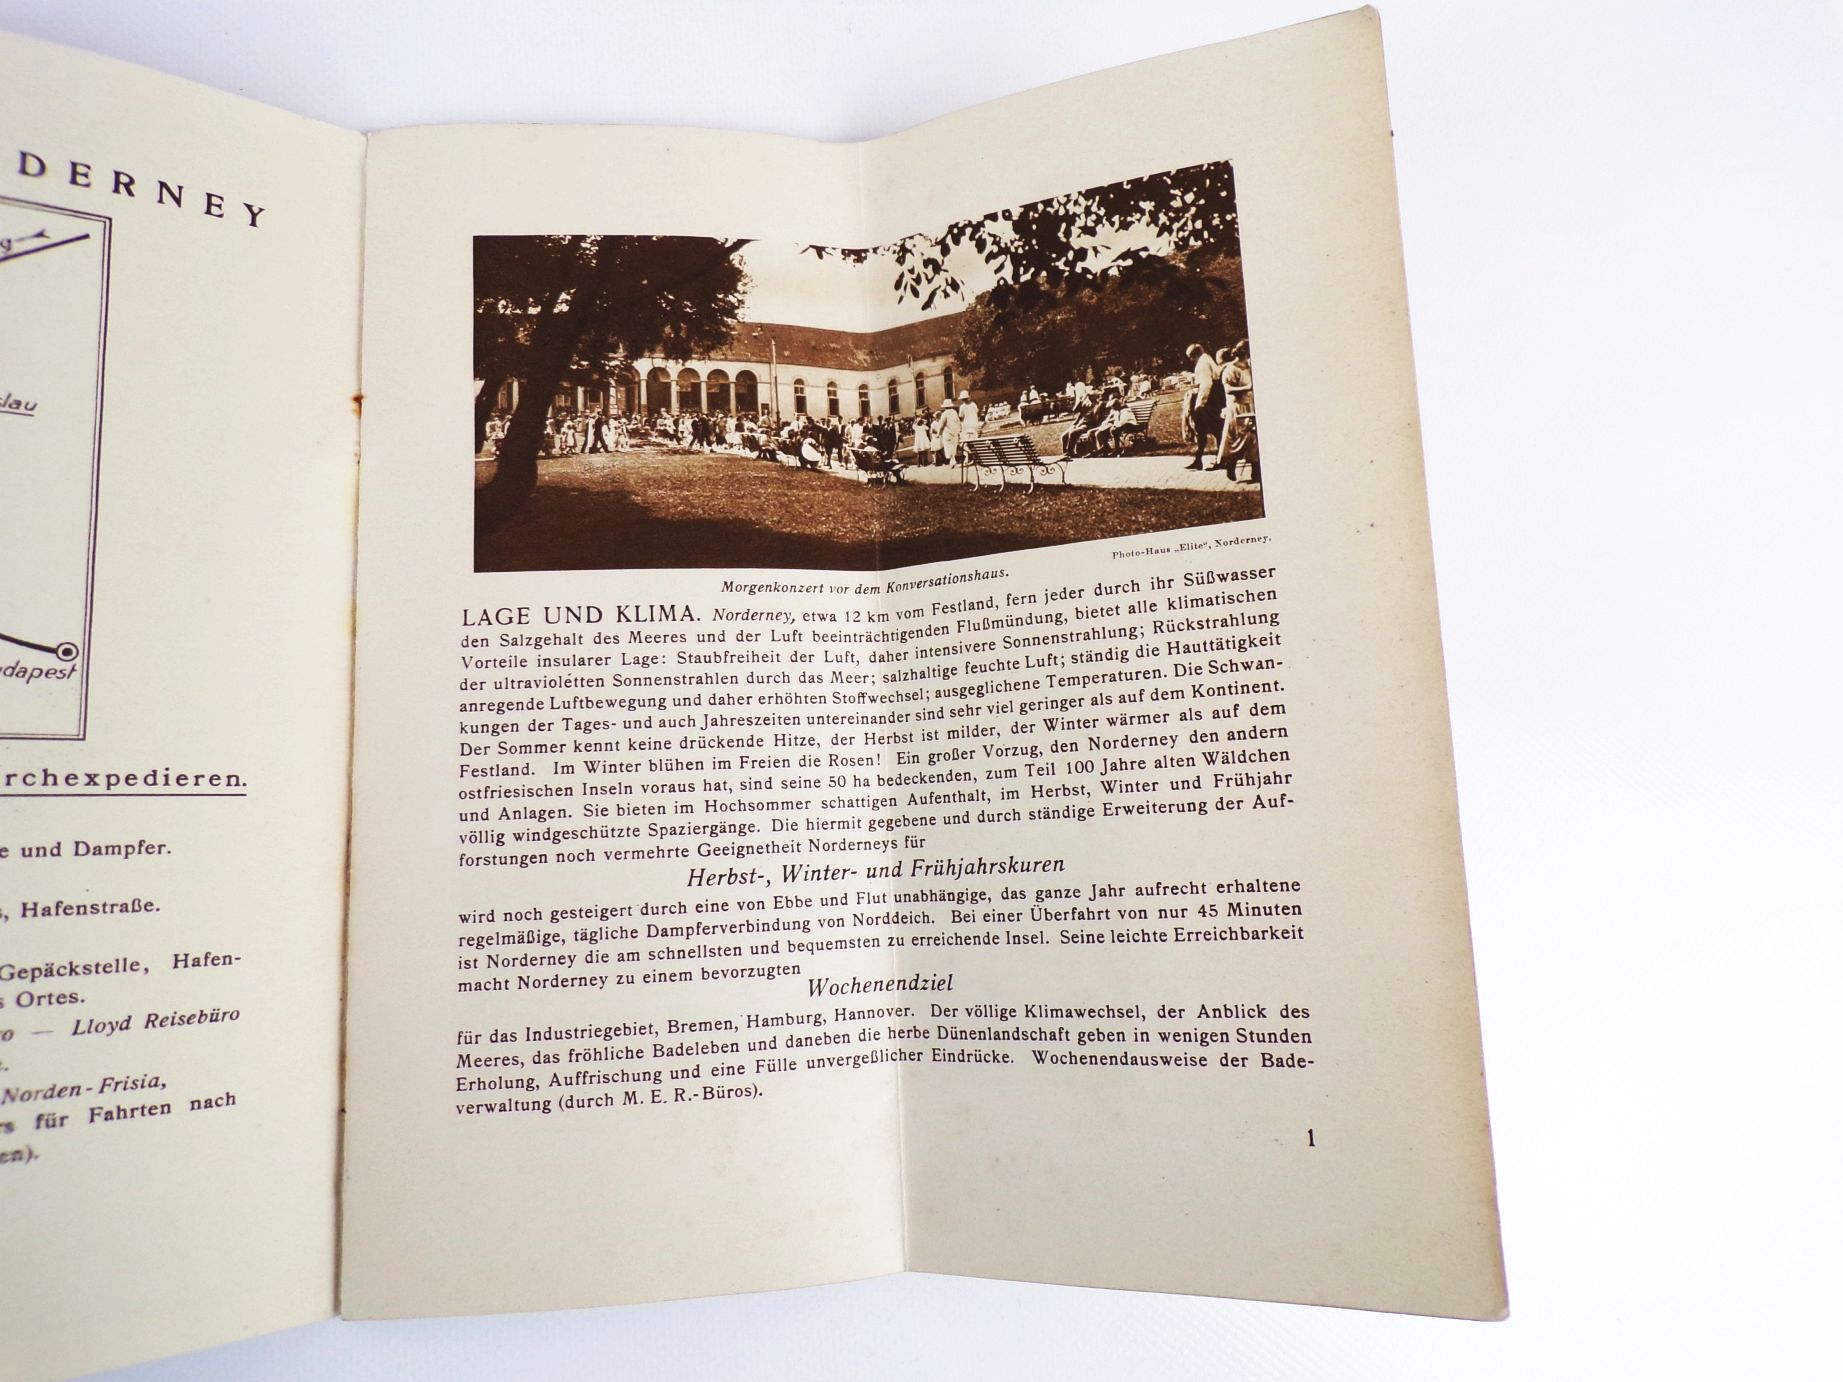 DERNEY
lau
dapest
rchexpedieren.
e und Dampfer.
, Hafenstraße.
Gepäckstelle, Hafen-
s Ortes.
ro — Lloyd Reisebüro
Norden-Frisia,
rs für Fahrten nach
en).
Photo-Haus „Elite“, Norderney.
Morgenkonzert vor dem Konversationshaus.
LAGE UND KLIMA. Norderney, etwa 12 km vom Festland, fern jeder durch ihr Süßwasser
den Salzgehalt des Meeres und der Luft beeinträchtigenden Flußmündung, bietet alle klimatischen
Vorteile insularer Lage: Staubfreiheit der Luft, daher intensivere Sonnenstrahlung; Rückstrahlung
der ultravioletten Sonnenstrahlen durch das Meer; salzhaltige feuchte Luft; ständig die Hauttätigkeit
anregende Luftbewegung und daher erhöhten Stoffwechsel; ausgeglichene Temperaturen. Die Schwan-
kungen der Tages- und auch Jahreszeiten untereinander sind sehr viel geringer als auf dem Kontinent.
Der Sommer kennt keine drückende Hitze, der Herbst ist milder, der Winter wärmer als auf dem
Festland. Im Winter blühen im Freien die Rosen! Ein großer Vorzug, den Norderney den andern
ostfriesischen Inseln voraus hat, sind seine 50 ha bedeckenden, zum Teil 100 Jahre alten Wäldchen
und Anlagen. Sie bieten im Hochsommer schattigen Aufenthalt, im Herbst, Winter und Frühjahr
völlig windgeschützte Spaziergänge. Die hiermit gegebene und durch ständige Erweiterung der Auf-
forstungen noch vermehrte Geeignetheit Norderneys für
Herbst-, Winter- und Frühjahrskuren
wird noch gesteigert durch eine von Ebbe und Flut unabhängige, das ganze Jahr aufrecht erhaltene
regelmäßige, tägliche Dampferverbindung von Norddeich. Bei einer Überfahrt von nur 45 Minuten
ist Norderney die am schnellsten und bequemsten zu erreichende Insel. Seine leichte Erreichbarkeit
macht Norderney zu einem bevorzugten
Wochenendziel
für das Industriegebiet, Bremen, Hamburg, Hannover. Der völlige Klimawechsel, der Anblick des
Meeres, das fröhliche Badeleben und daneben die herbe Dünenlandschaft geben in wenigen Stunden
Erholung, Auffrischung und eine Fülle unvergeßlicher Eindrücke. Wochenendausweise der Bade-
verwaltung (durch M. E. R.-Büros).
1